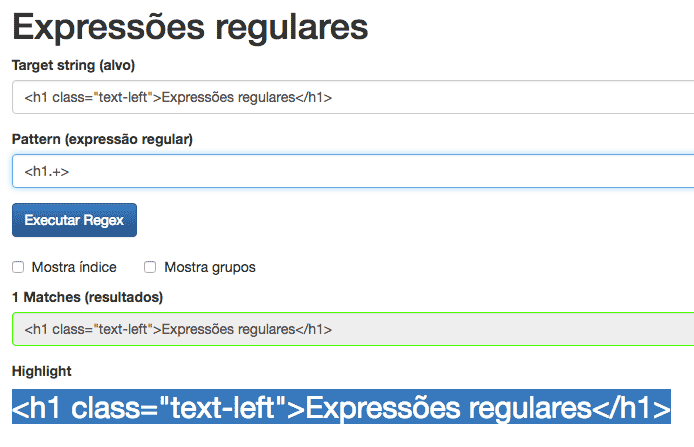 Expressões regulares
Target string (alvo)
<h1 class="text-left">Expressões regulares</h1>
Pattern (expressão regular)
<h1.+>
Executar Regex
Mostra índice Mostra grupos
1 Matches (resultados)
<h1 class="text-left">Expressões regulares</h1>
Highlight
<h1 class="text-left">Expressões regulares</h1>